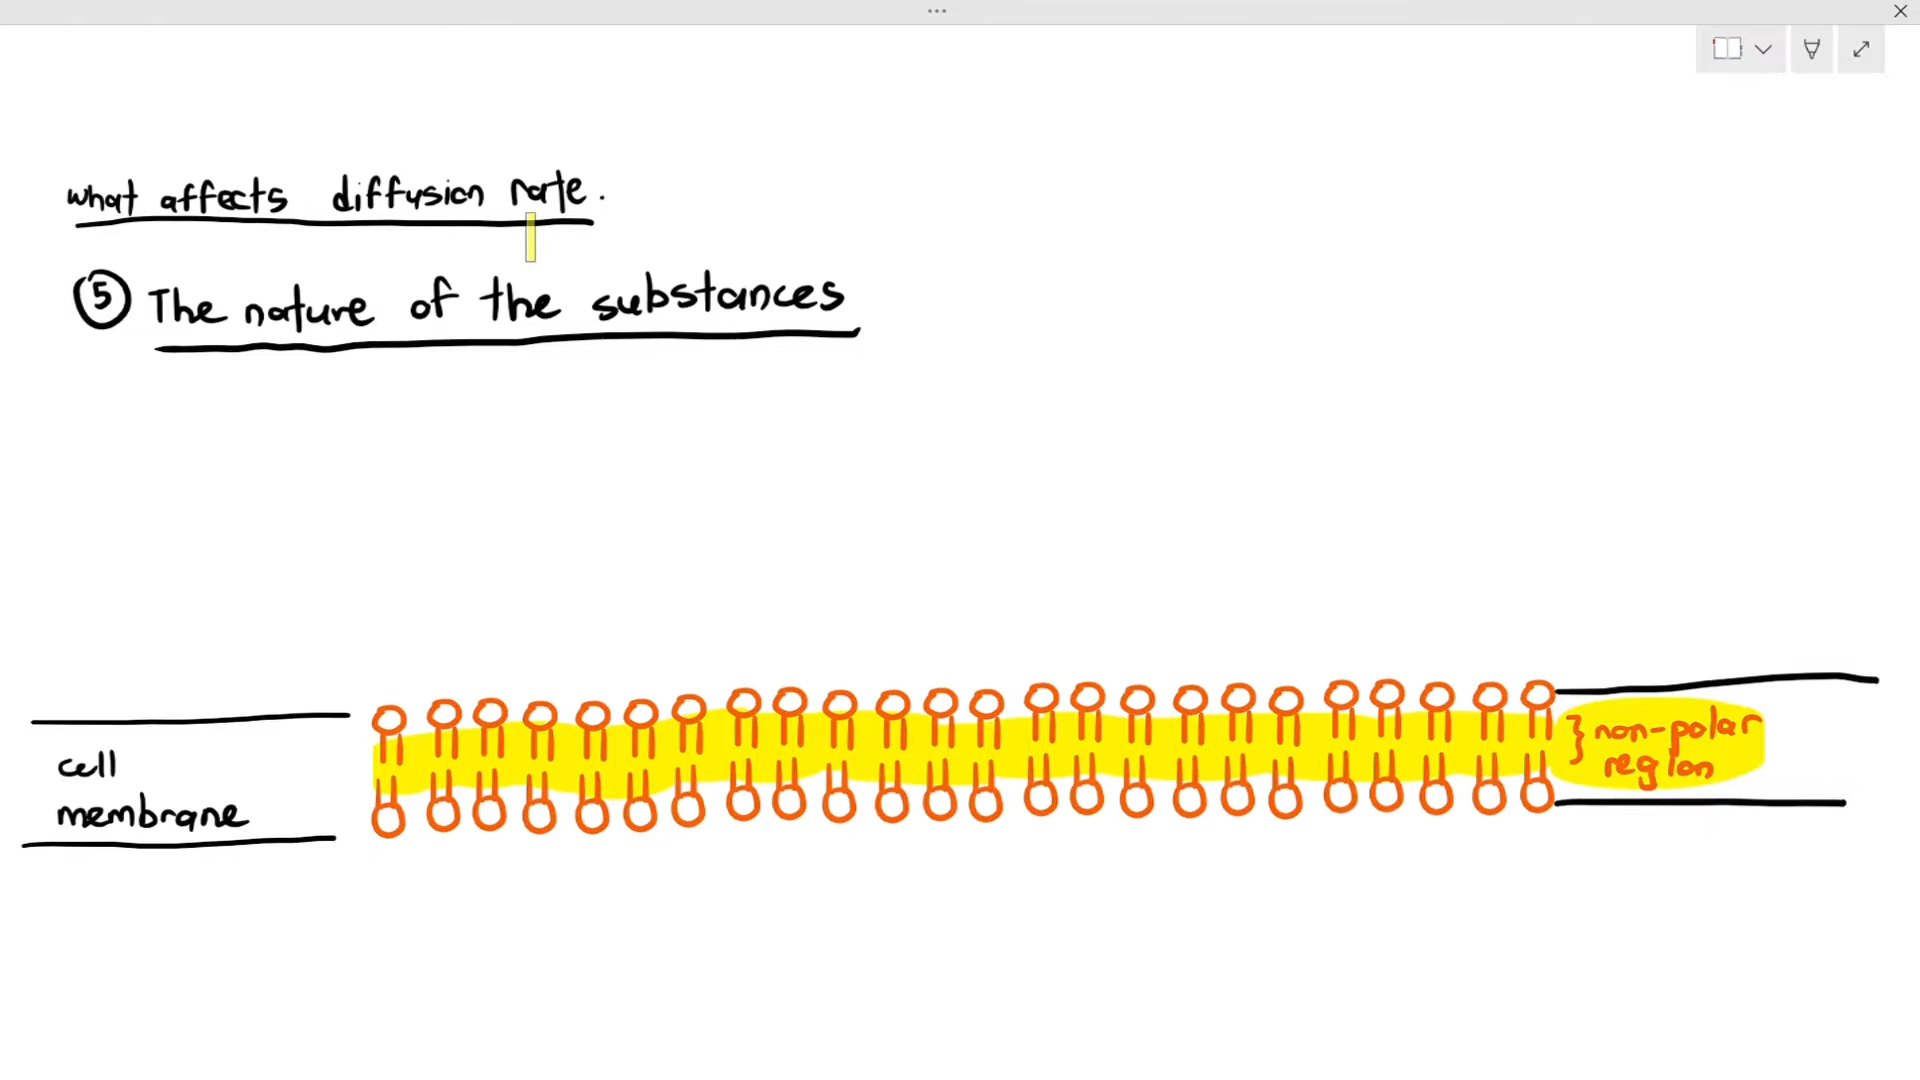 what affects diffusion rate.
⑤ The nature of the substances
cell
membrane
non-polar
region